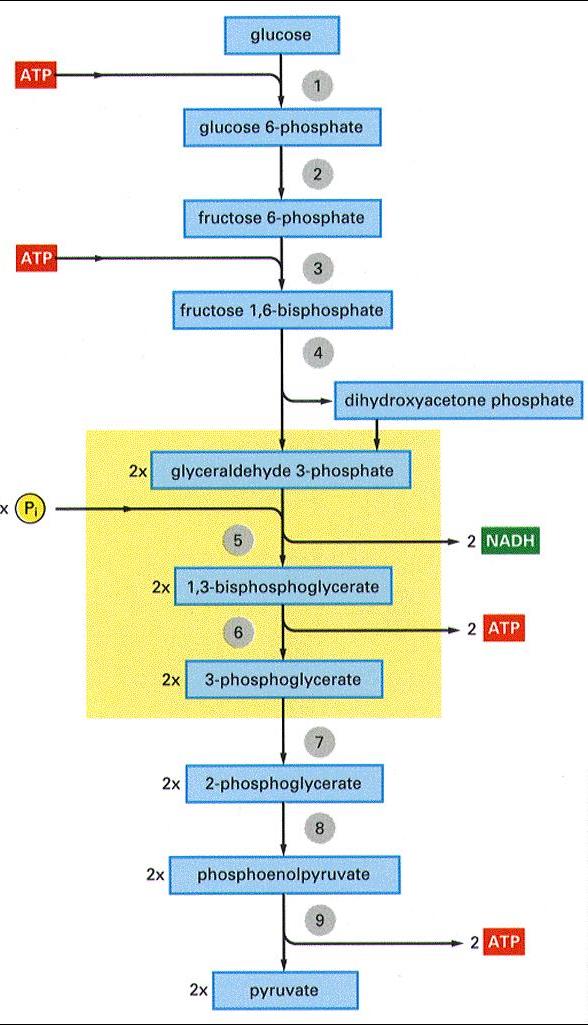 glucose
ATP
1
glucose 6-phosphate
2
fructose 6-phosphate
ATP
3
fructose 1,6-bisphosphate
4
dihydroxyacetone phosphate
2x glyceraldehyde 3-phosphate
x Pi
5
2 NADH
2x 1,3-bisphosphoglycerate
6
2 ATP
2x 3-phosphoglycerate
7
2x 2-phosphoglycerate
8
2x phosphoenolpyruvate
9
2 ATP
2x pyruvate